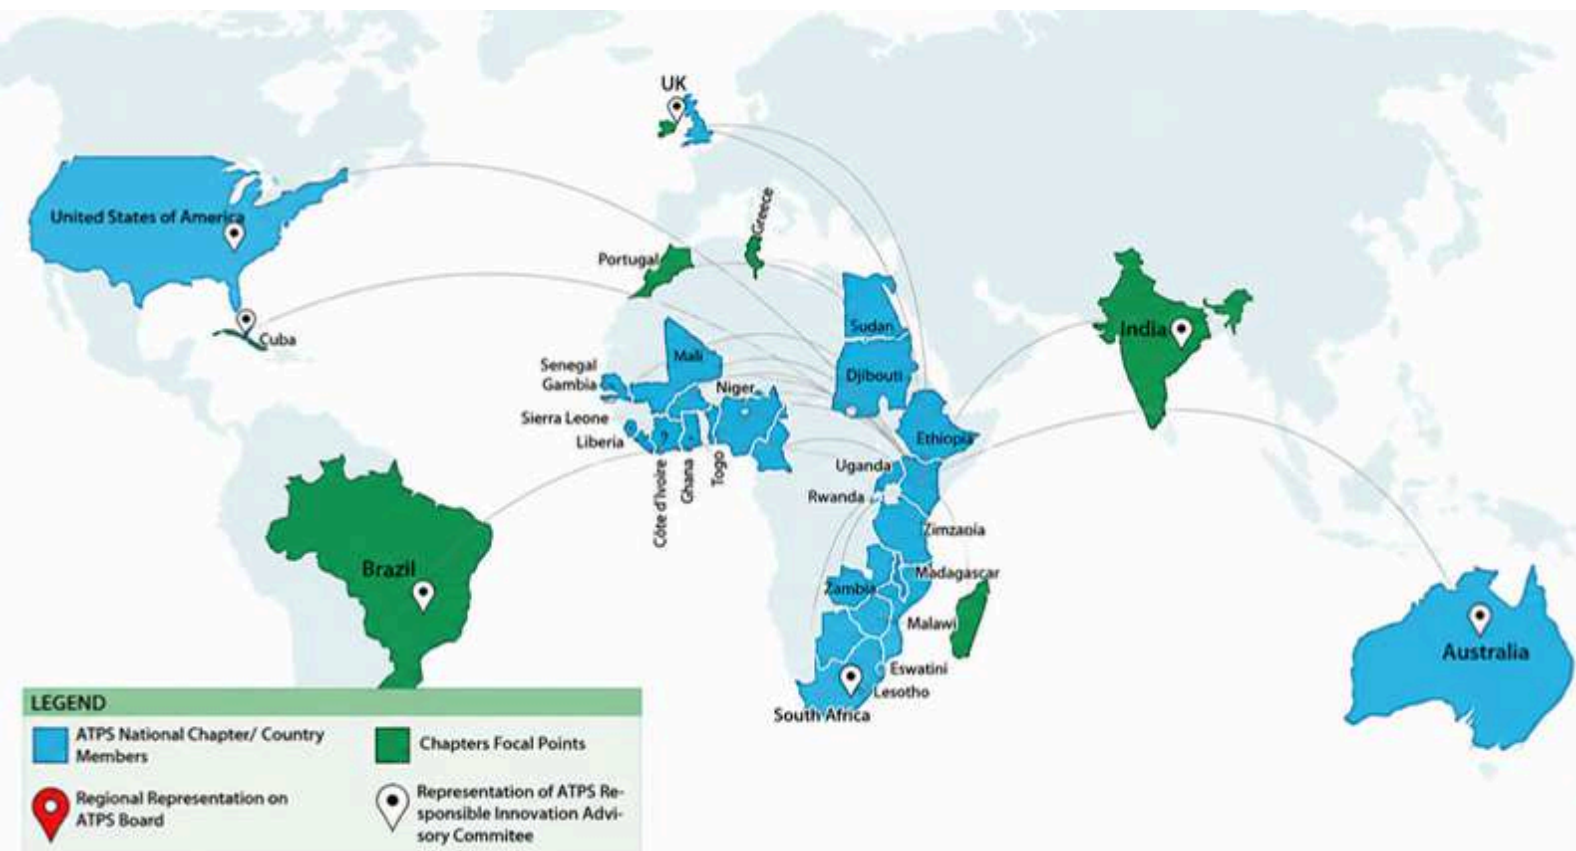 UK
United States of America
Cuba
Portugal
Greece
Sudan
Djibouti
Mali
Niger
Senegal
Gambia
Sierra Leone
Liberia
?
Côte d'Ivoire
Ghana
Togo
Ethiopia
Uganda
Rwanda
Zimzaoia
Madagascar
Zambia
Malawi
Eswatini
Lesotho
South Africa
India
Australia
Brazil
LEGEND
ATPS National Chapter/ Country
Members
Chapters Focal Points
Regional Representation on
ATPS Board
Representation of ATPS Re-
sponsible Innovation Advi-
sory Commitee